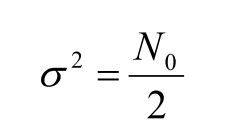 σ² = N₀/2